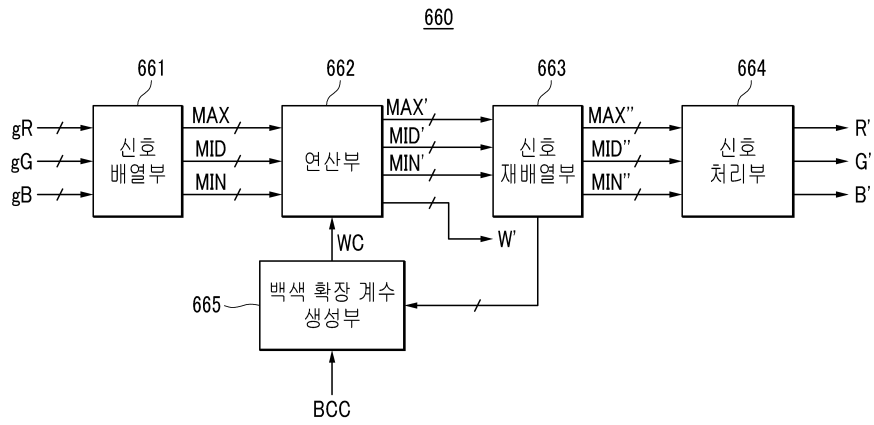 660
661
662
663
664
gR
gG
gB
신호
배열부
MAX
MID
MIN
연산부
MAX'
MID'
MIN'
W'
신호
재배열부
MAX''
MID''
MIN''
신호
처리부
R'
G'
B'
WC
665
백색 확장 계수
생성부
BCC